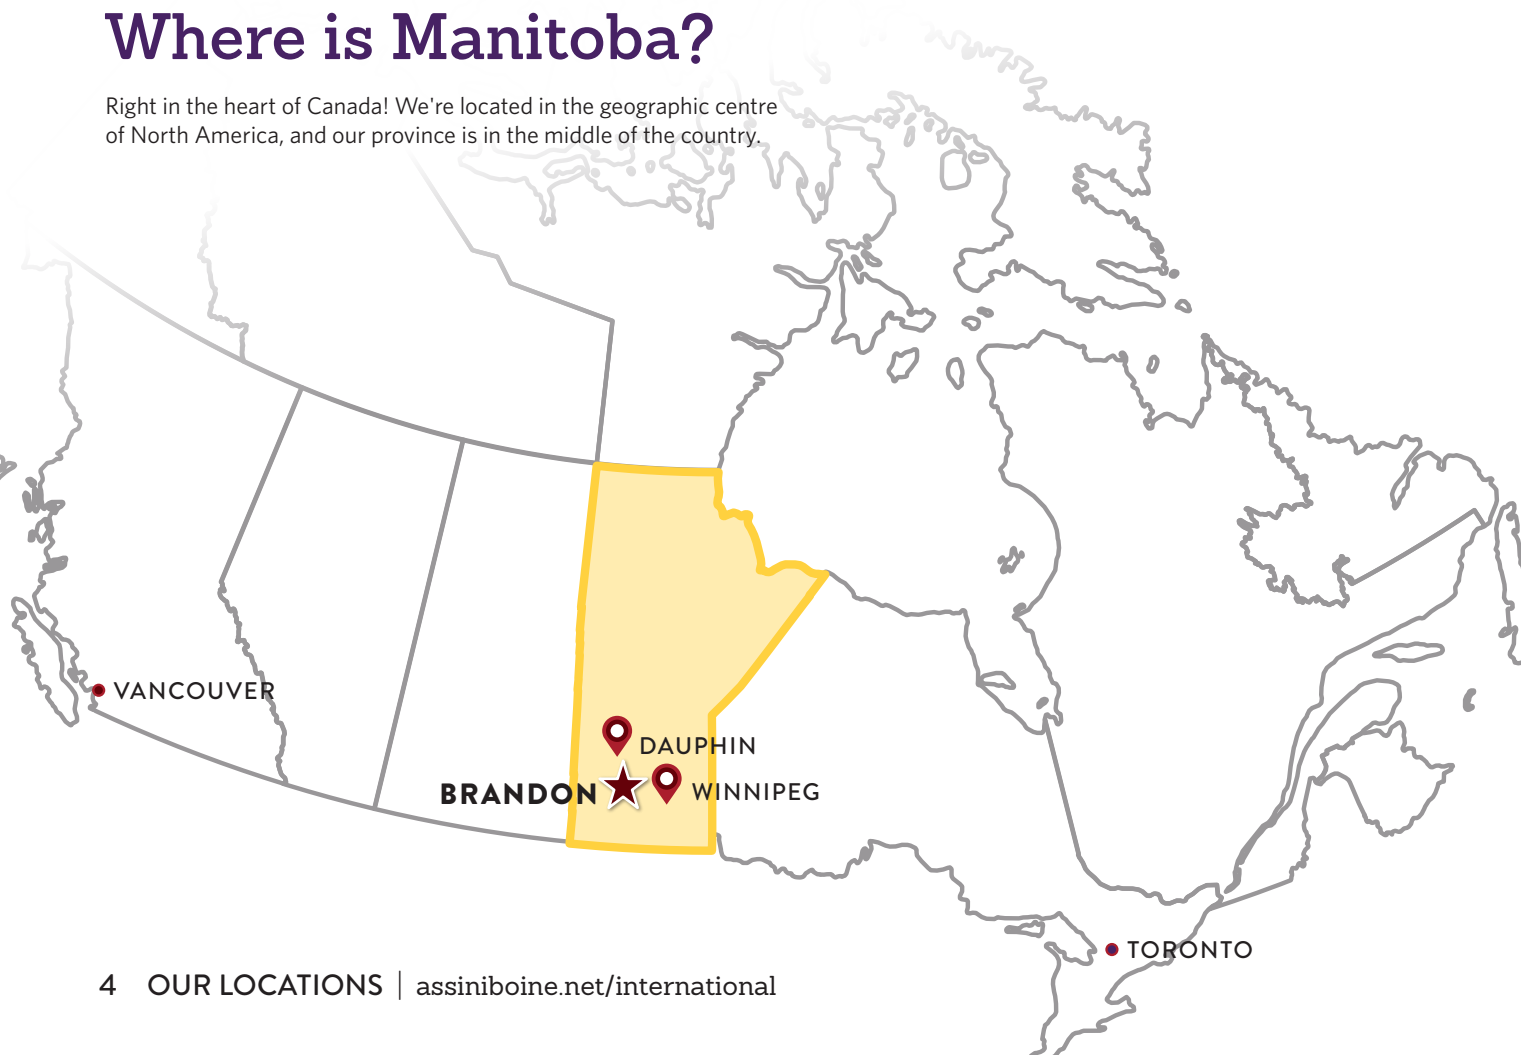 Where is Manitoba?
Right in the heart of Canada! We're located in the geographic centre
of North America, and our province is in the middle of the country.
VANCOUVER
DAUPHIN
BRANDON
WINNIPEG
TORONTO
4 OUR LOCATIONS | assiniboine.net/international